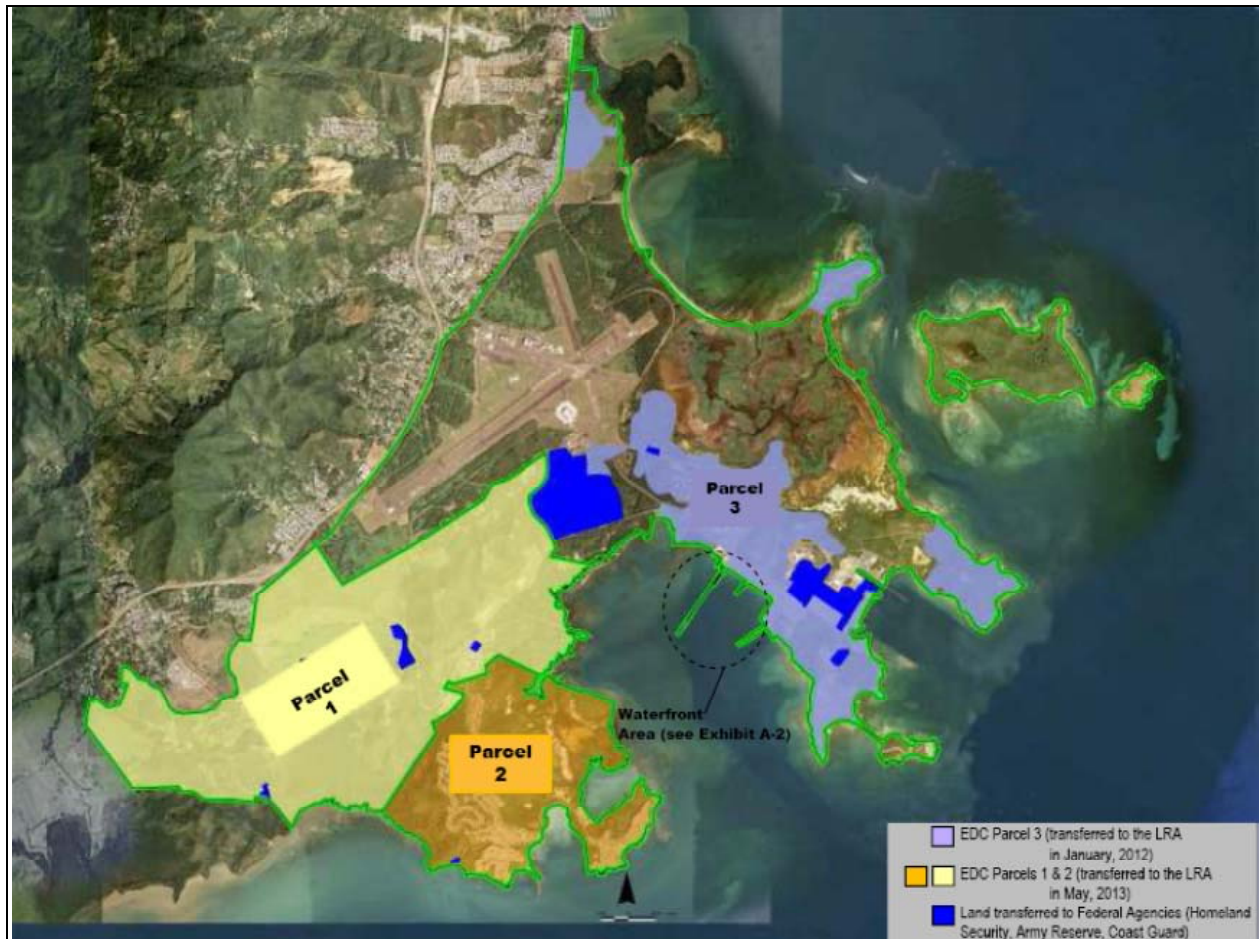 Parcel
3
Parcel
1
Waterfront
Area (see Exhibit A-2)
Parcel
2
EDC Parcel 3 (transferred to the LRA
in January, 2012)
EDC Parcels 1 & 2 (transferred to the LRA
in May, 2013)
Land transferred to Federal Agencies (Homeland
Security, Army Reserve, Coast Guard)